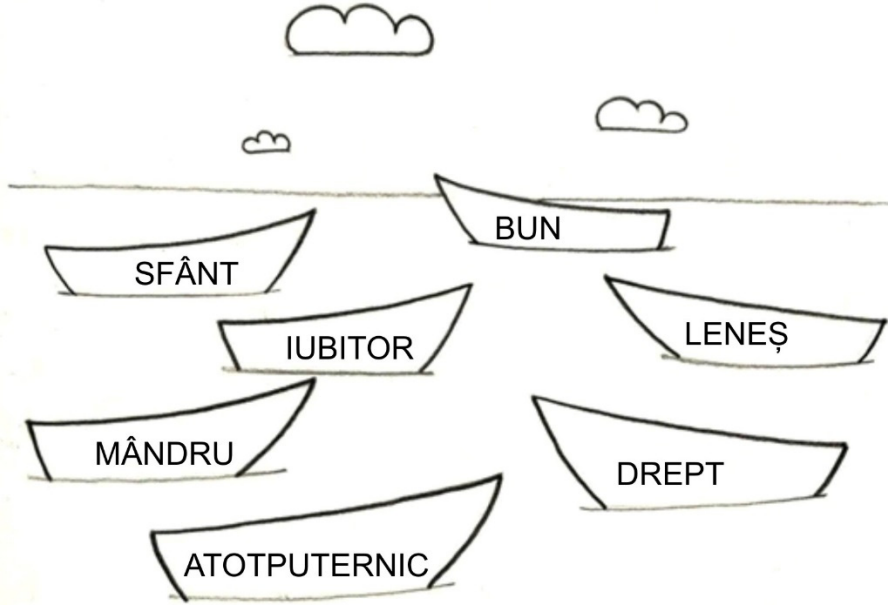 BUN
SFÂNT
LENEȘ
IUBITOR
MÂNDRU
DREPT
ATOTPUTERNIC